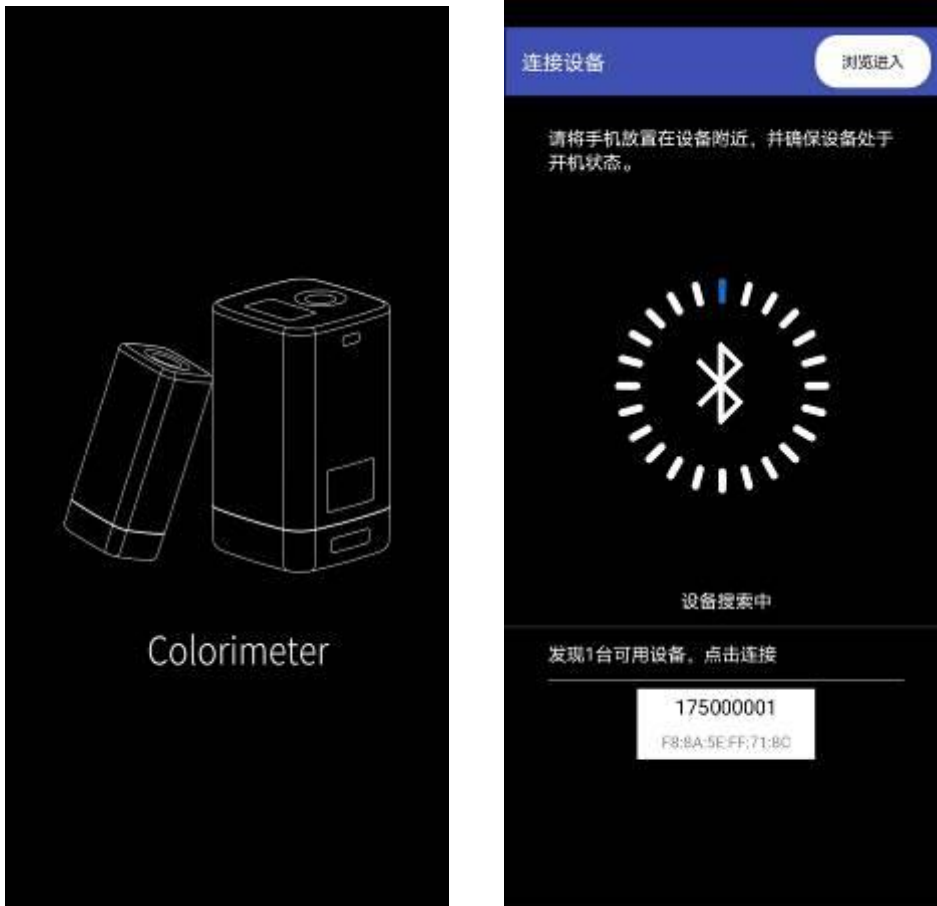 Colorimeter
连接设备
浏览进入
请将手机放置在设备附近，并确保设备处于
开机状态。
设备搜索中
发现1台可用设备，点击连接
175000001
F8:8A:5E:FF:71:8C